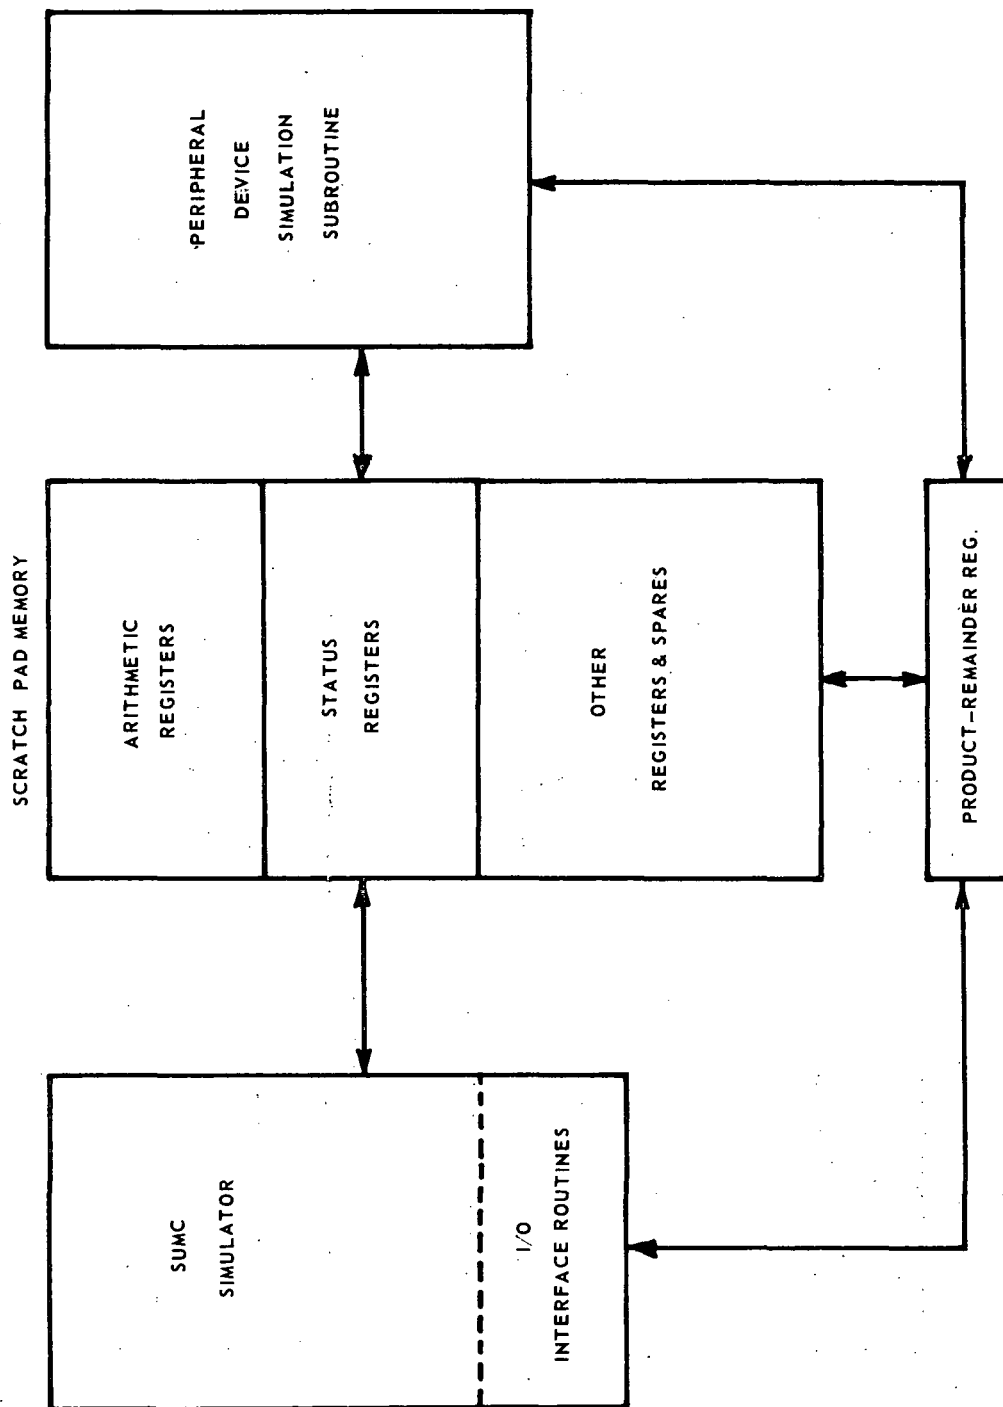 SCRATCH PAD MEMORY
SUMC
SIMULATOR
I/O
INTERFACE ROUTINES
ARITHMETIC
REGISTERS
STATUS
REGISTERS
OTHER
REGISTERS & SPARES
PRODUCT-REMAINDER REG.
PERIPHERAL
DEVICE
SIMULATION
SUBROUTINE